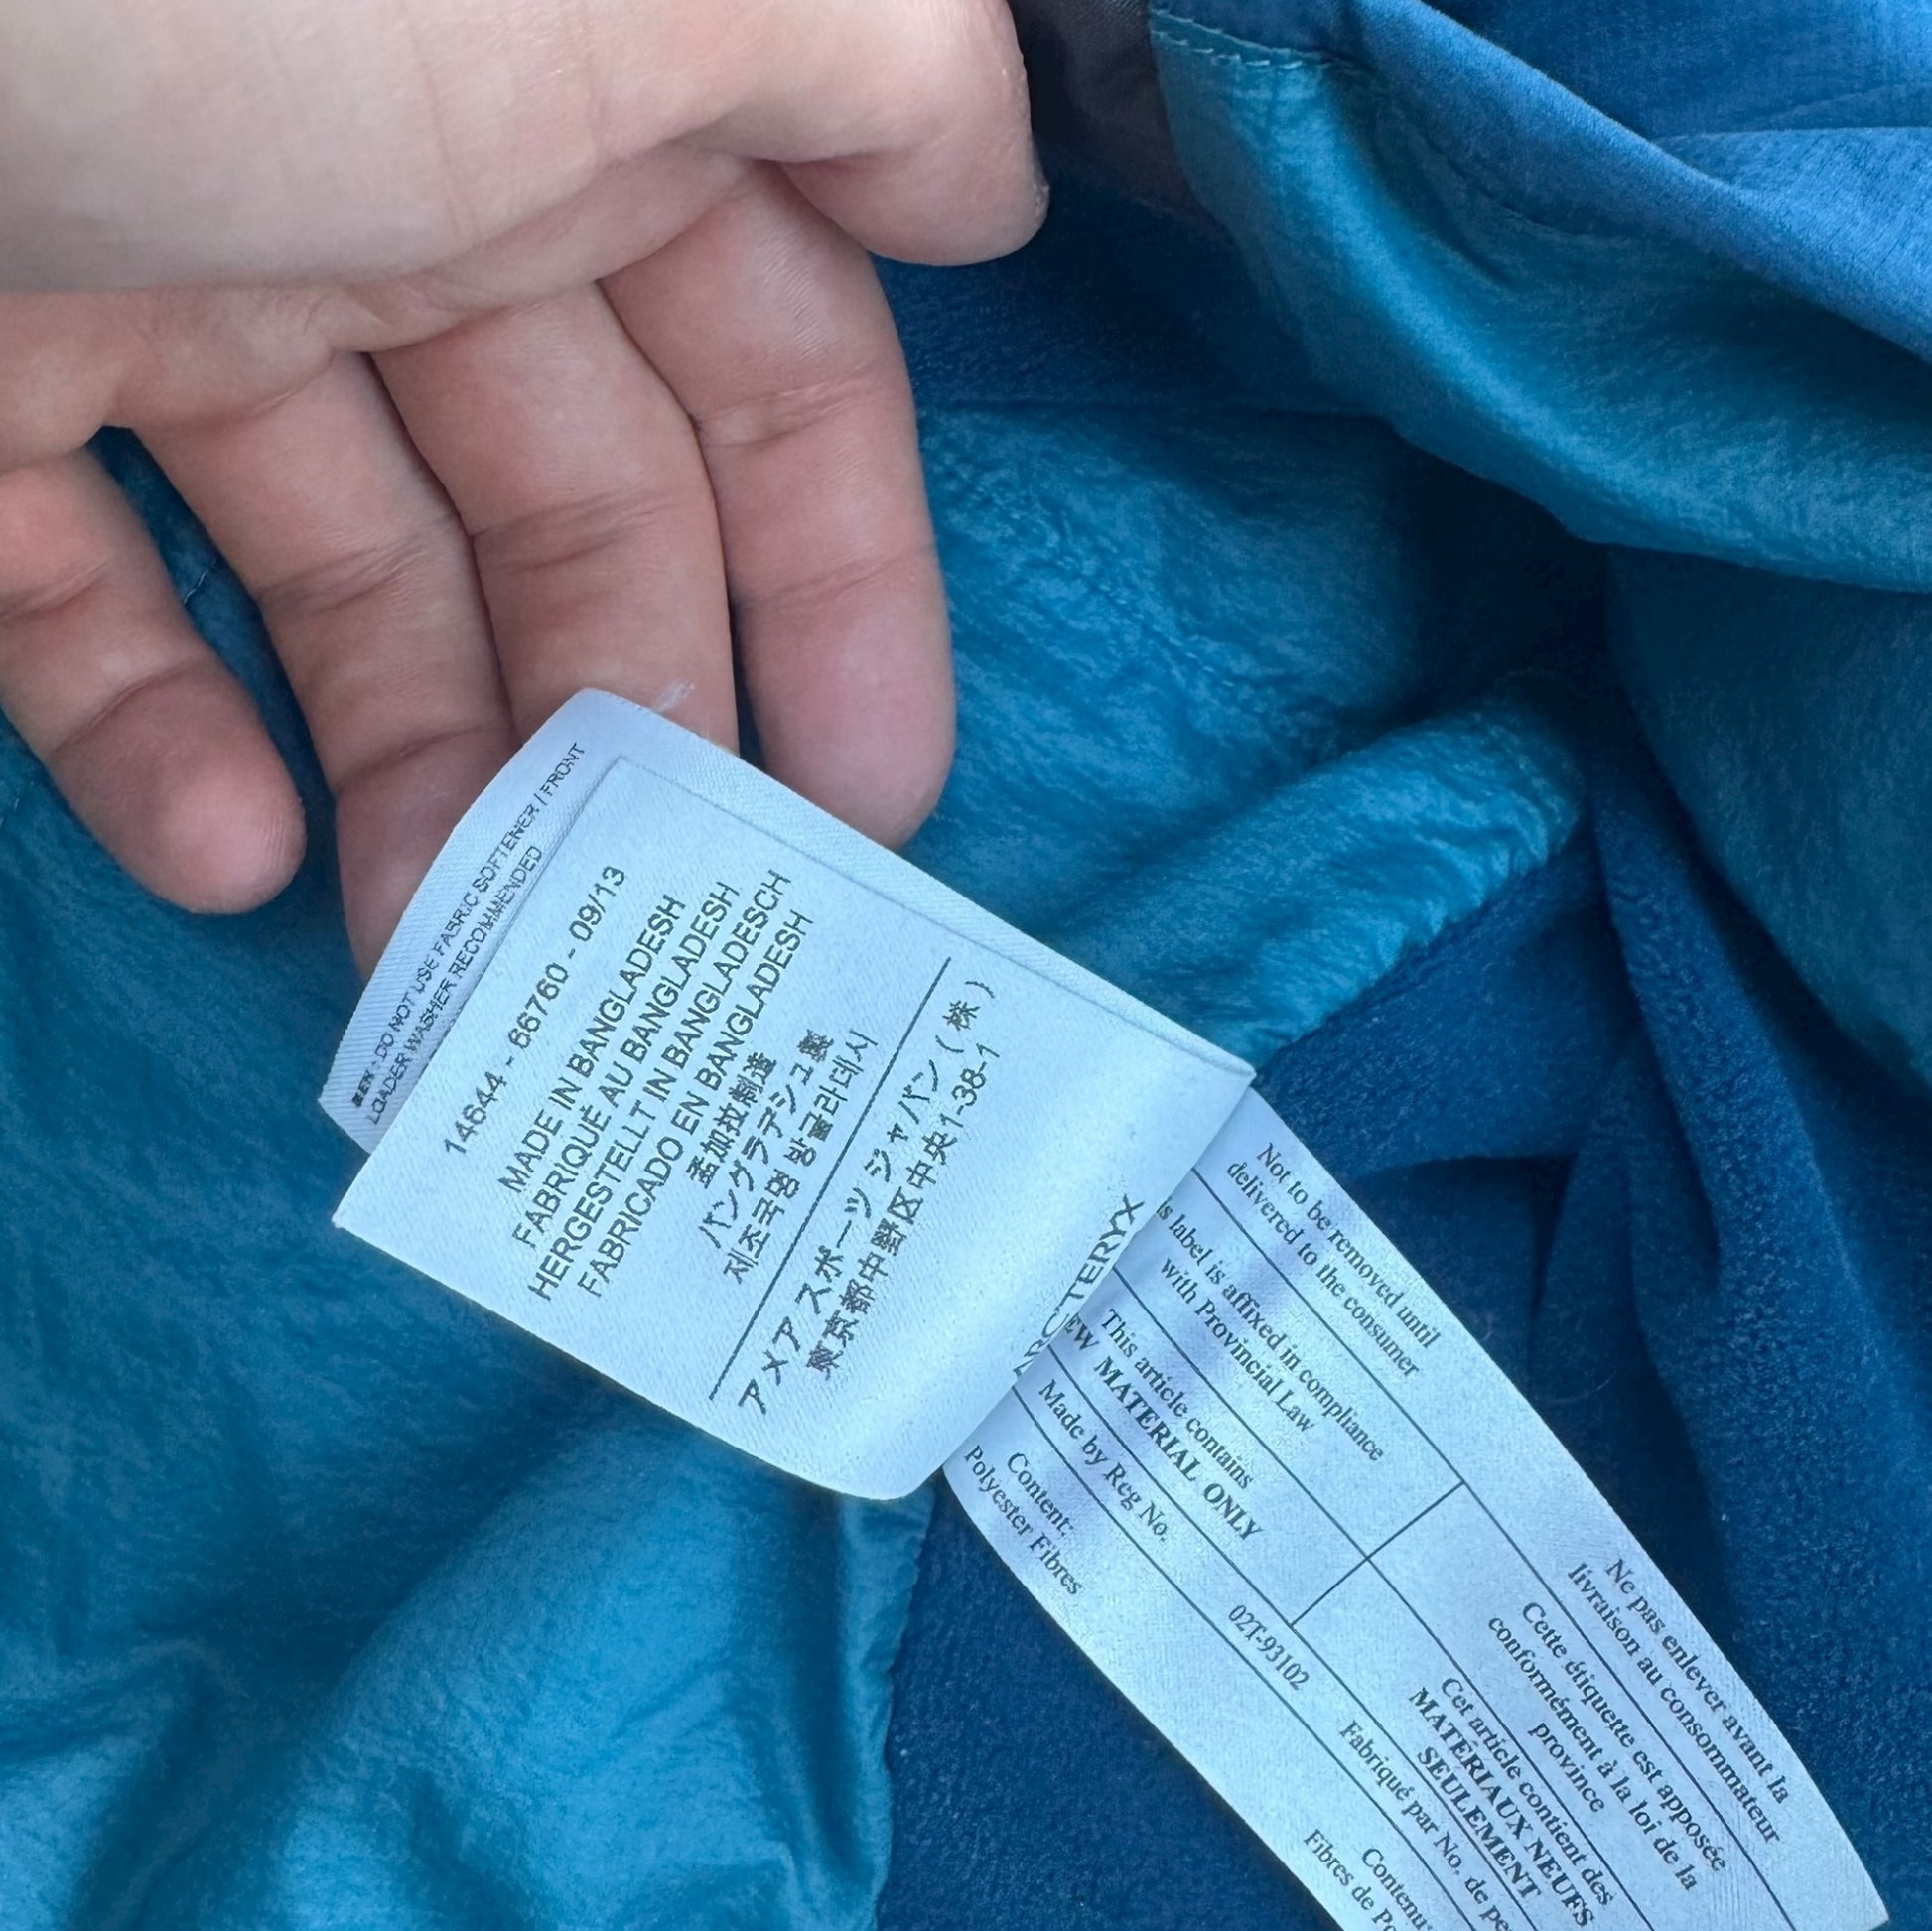 DO NOT USE FABRIC SOFTENER / FRONT
LOADER WASHER RECOMMENDED
14644 - 66760 - 09/13
MADE IN BANGLADESH
FABRIQUÉ AU BANGLADESH
HERGESTELLT IN BANGLADESCH
FABRICADO EN BANGLADESH
孟加拉制造
バングラデシュ製
제조국명 방글라데시
アメア スポーツ ジャパン(株)
東京都中野区中央1-38-1
ARC'TERYX
Not to be removed until
delivered to the consumer
label is affixed in compliance
with Provincial Law
This article contains
MATERIAL ONLY
Made by Reg No.
Content:
Polyester Fibres
02T-93102
Ne pas enlever avant la
livraison au consommateur
Cette étiquette est apposée
conformément à la loi de la
province
Cet article contient des
MATÉRIAUX NEUFS
SEULEMENT
Fabriqué par No. de
Fibres de